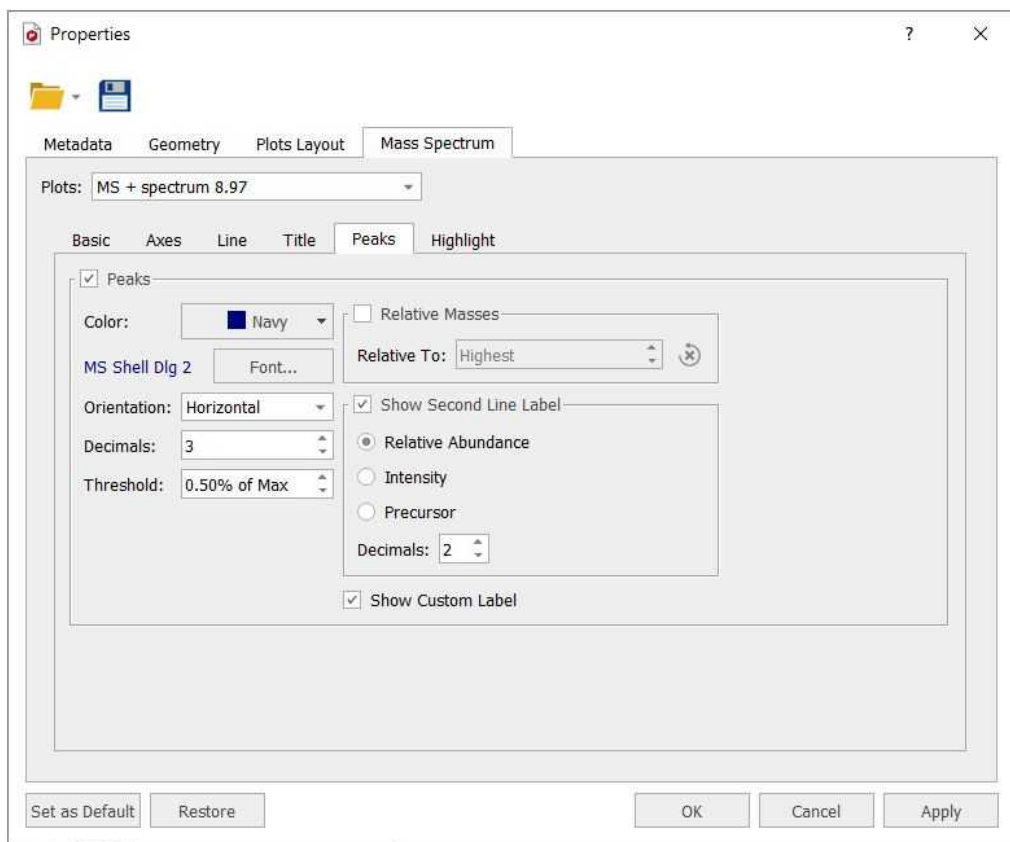 Properties
?
Metadata Geometry Plots Layout Mass Spectrum
Plots: MS + spectrum 8.97
Basic Axes Line Title Peaks Highlight
Peaks
Color: Navy
MS Shell Dlg 2 Font...
Orientation: Horizontal
Decimals: 3
Threshold: 0.50% of Max
Relative Masses
Relative To: Highest
Show Second Line Label
Relative Abundance
Intensity
Precursor
Decimals: 2
Show Custom Label
Set as Default Restore OK Cancel Apply